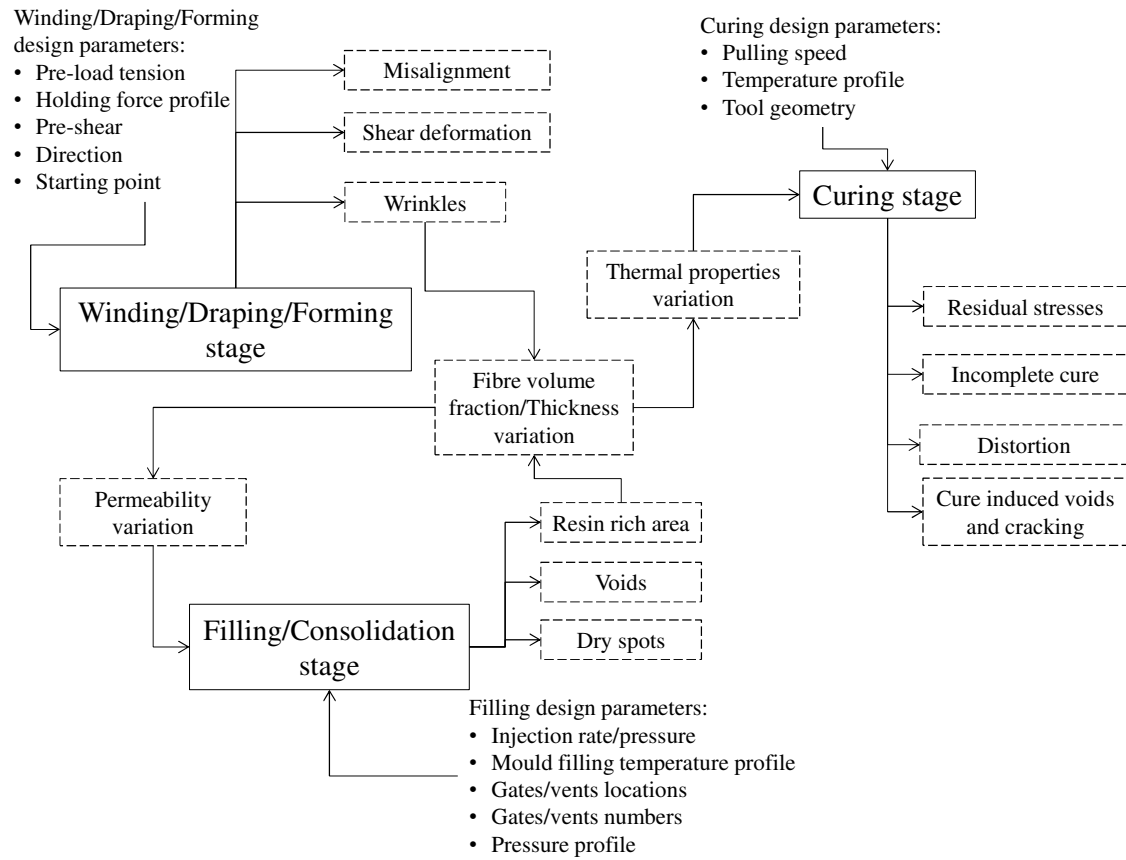 Winding/Draping/Forming
design parameters:
• Pre-load tension
• Holding force profile
• Pre-shear
• Direction
• Starting point
Misalignment
Shear deformation
Wrinkles
Winding/Draping/Forming
stage
Curing design parameters:
• Pulling speed
• Temperature profile
• Tool geometry
Curing stage
Thermal properties
variation
Residual stresses
Incomplete cure
Distortion
Cure induced voids
and cracking
Fibre volume
fraction/Thickness
variation
Permeability
variation
Resin rich area
Voids
Dry spots
Filling/Consolidation
stage
Filling design parameters:
• Injection rate/pressure
• Mould filling temperature profile
• Gates/vents locations
• Gates/vents numbers
• Pressure profile